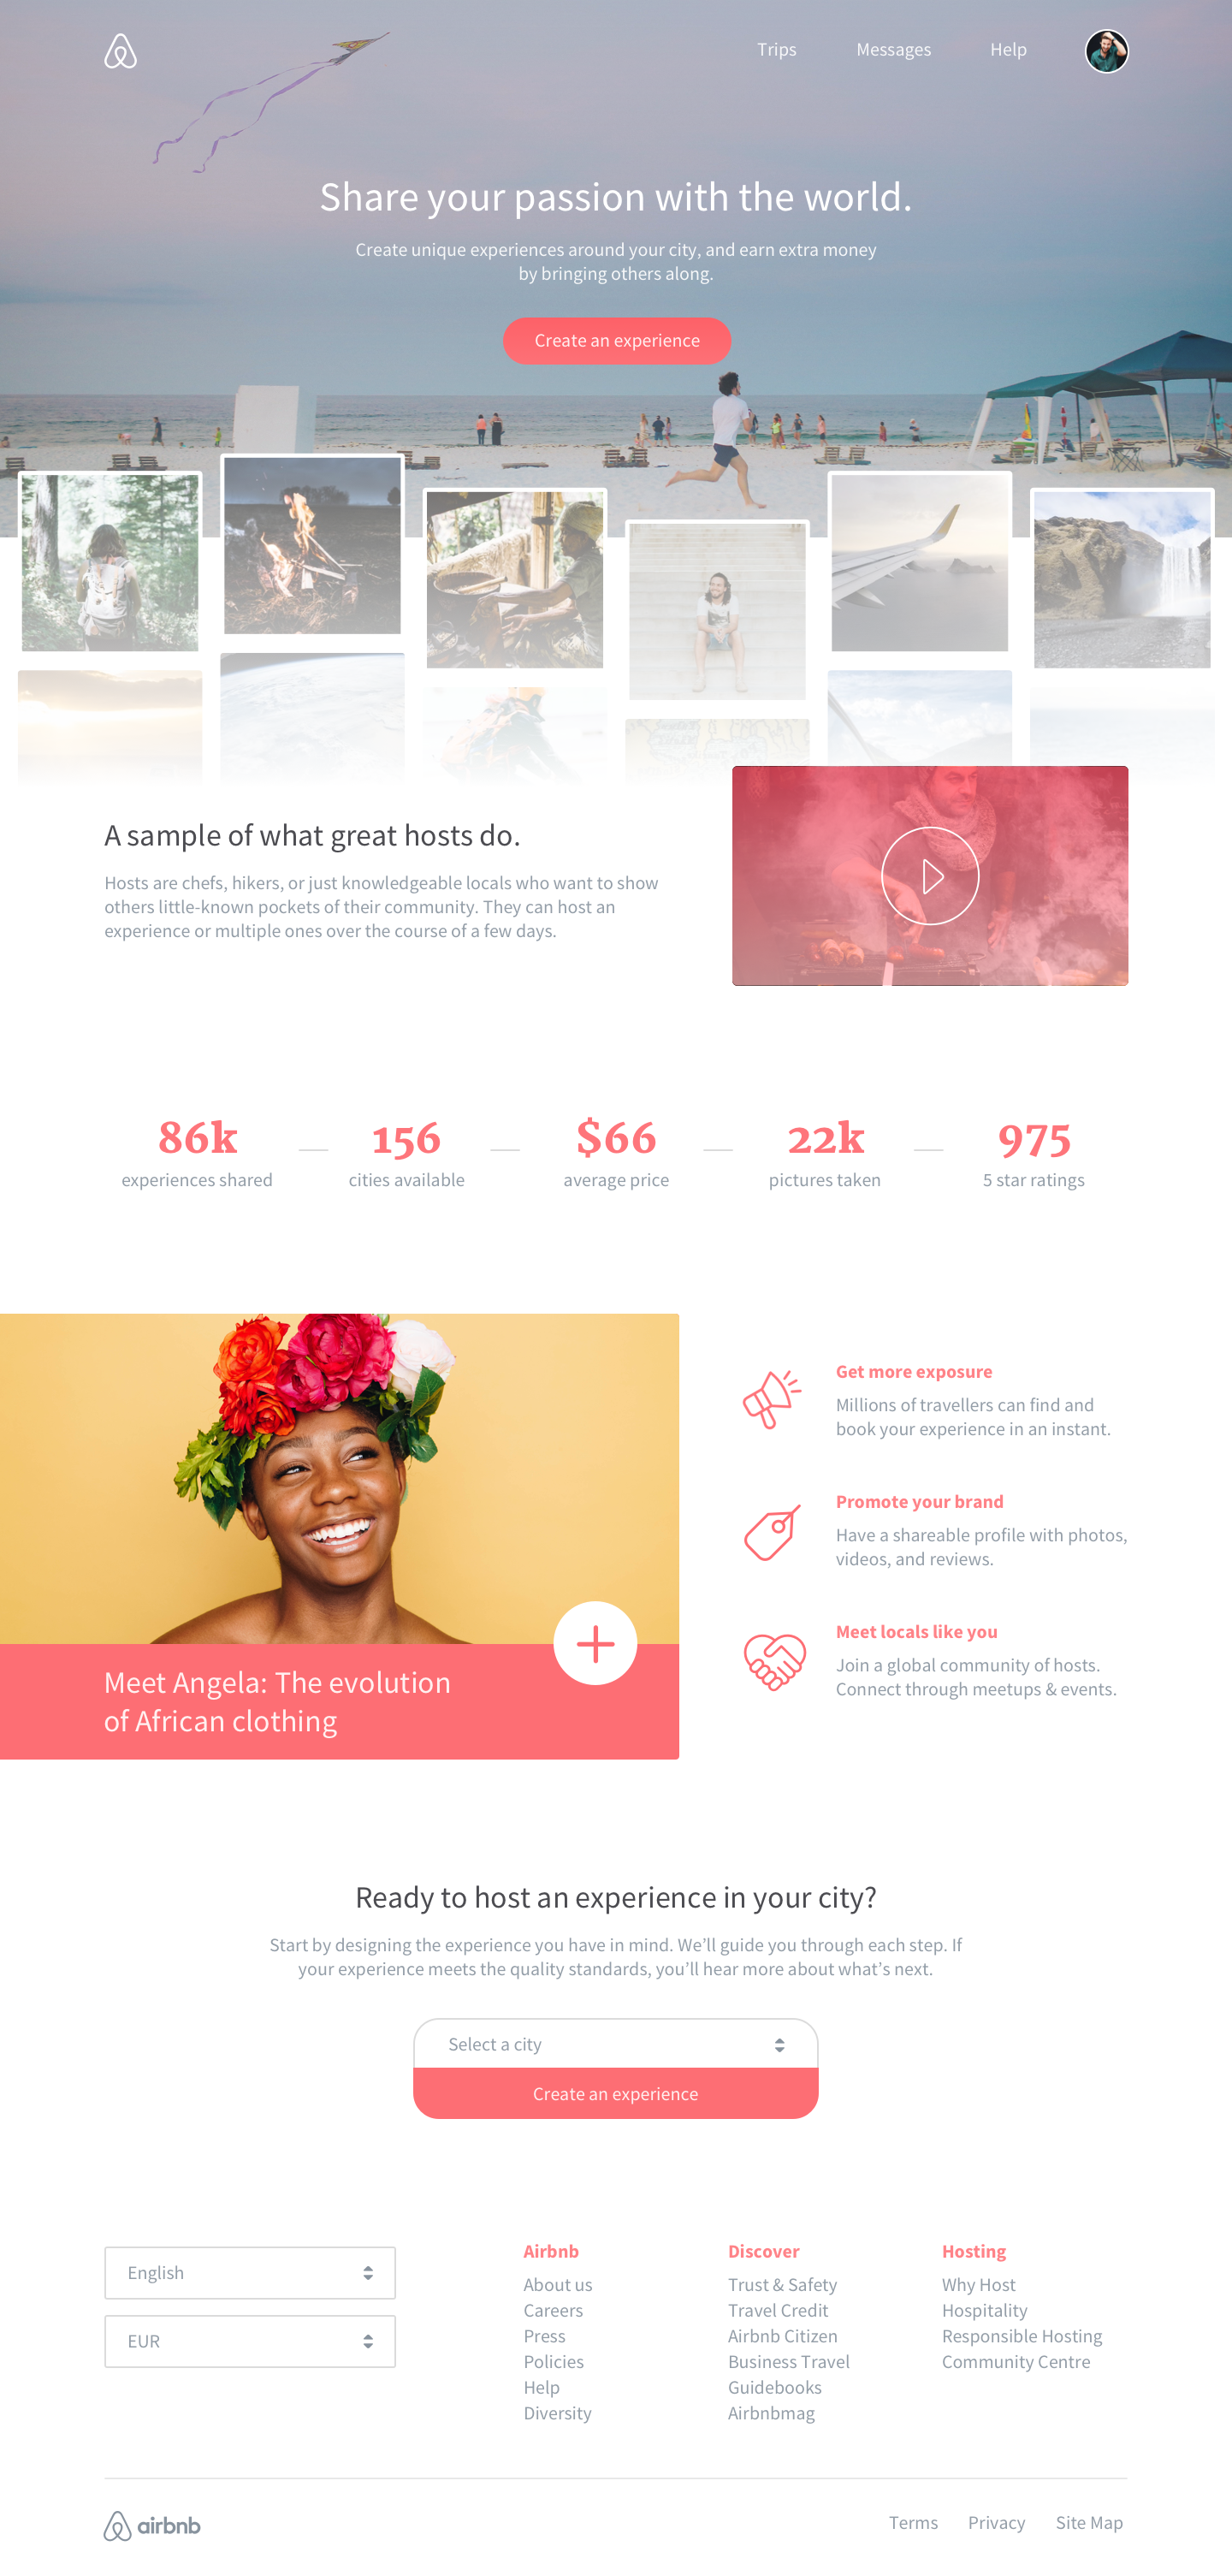 Trips Messages Help
Share your passion with the world.
Create unique experiences around your city, and earn extra money
by bringing others along.
Create an experience
A sample of what great hosts do.
Hosts are chefs, hikers, or just knowledgeable locals who want to show
others little-known pockets of their community. They can host an
experience or multiple ones over the course of a few days.
86k
experiences shared
156
cities available
$66
average price
22k
pictures taken
975
5 star ratings
Meet Angela: The evolution
of African clothing
Get more exposure
Millions of travellers can find and
book your experience in an instant.
Promote your brand
Have a shareable profile with photos,
videos, and reviews.
Meet locals like you
Join a global community of hosts.
Connect through meetups & events.
Ready to host an experience in your city?
Start by designing the experience you have in mind. We’ll guide you through each step. If
your experience meets the quality standards, you’ll hear more about what’s next.
Select a city
Create an experience
English
EUR
Airbnb
About us
Careers
Press
Policies
Help
Diversity
Discover
Trust & Safety
Travel Credit
Airbnb Citizen
Business Travel
Guidebooks
Airbnbmag
Hosting
Why Host
Hospitality
Responsible Hosting
Community Centre
airbnb
Terms Privacy Site Map